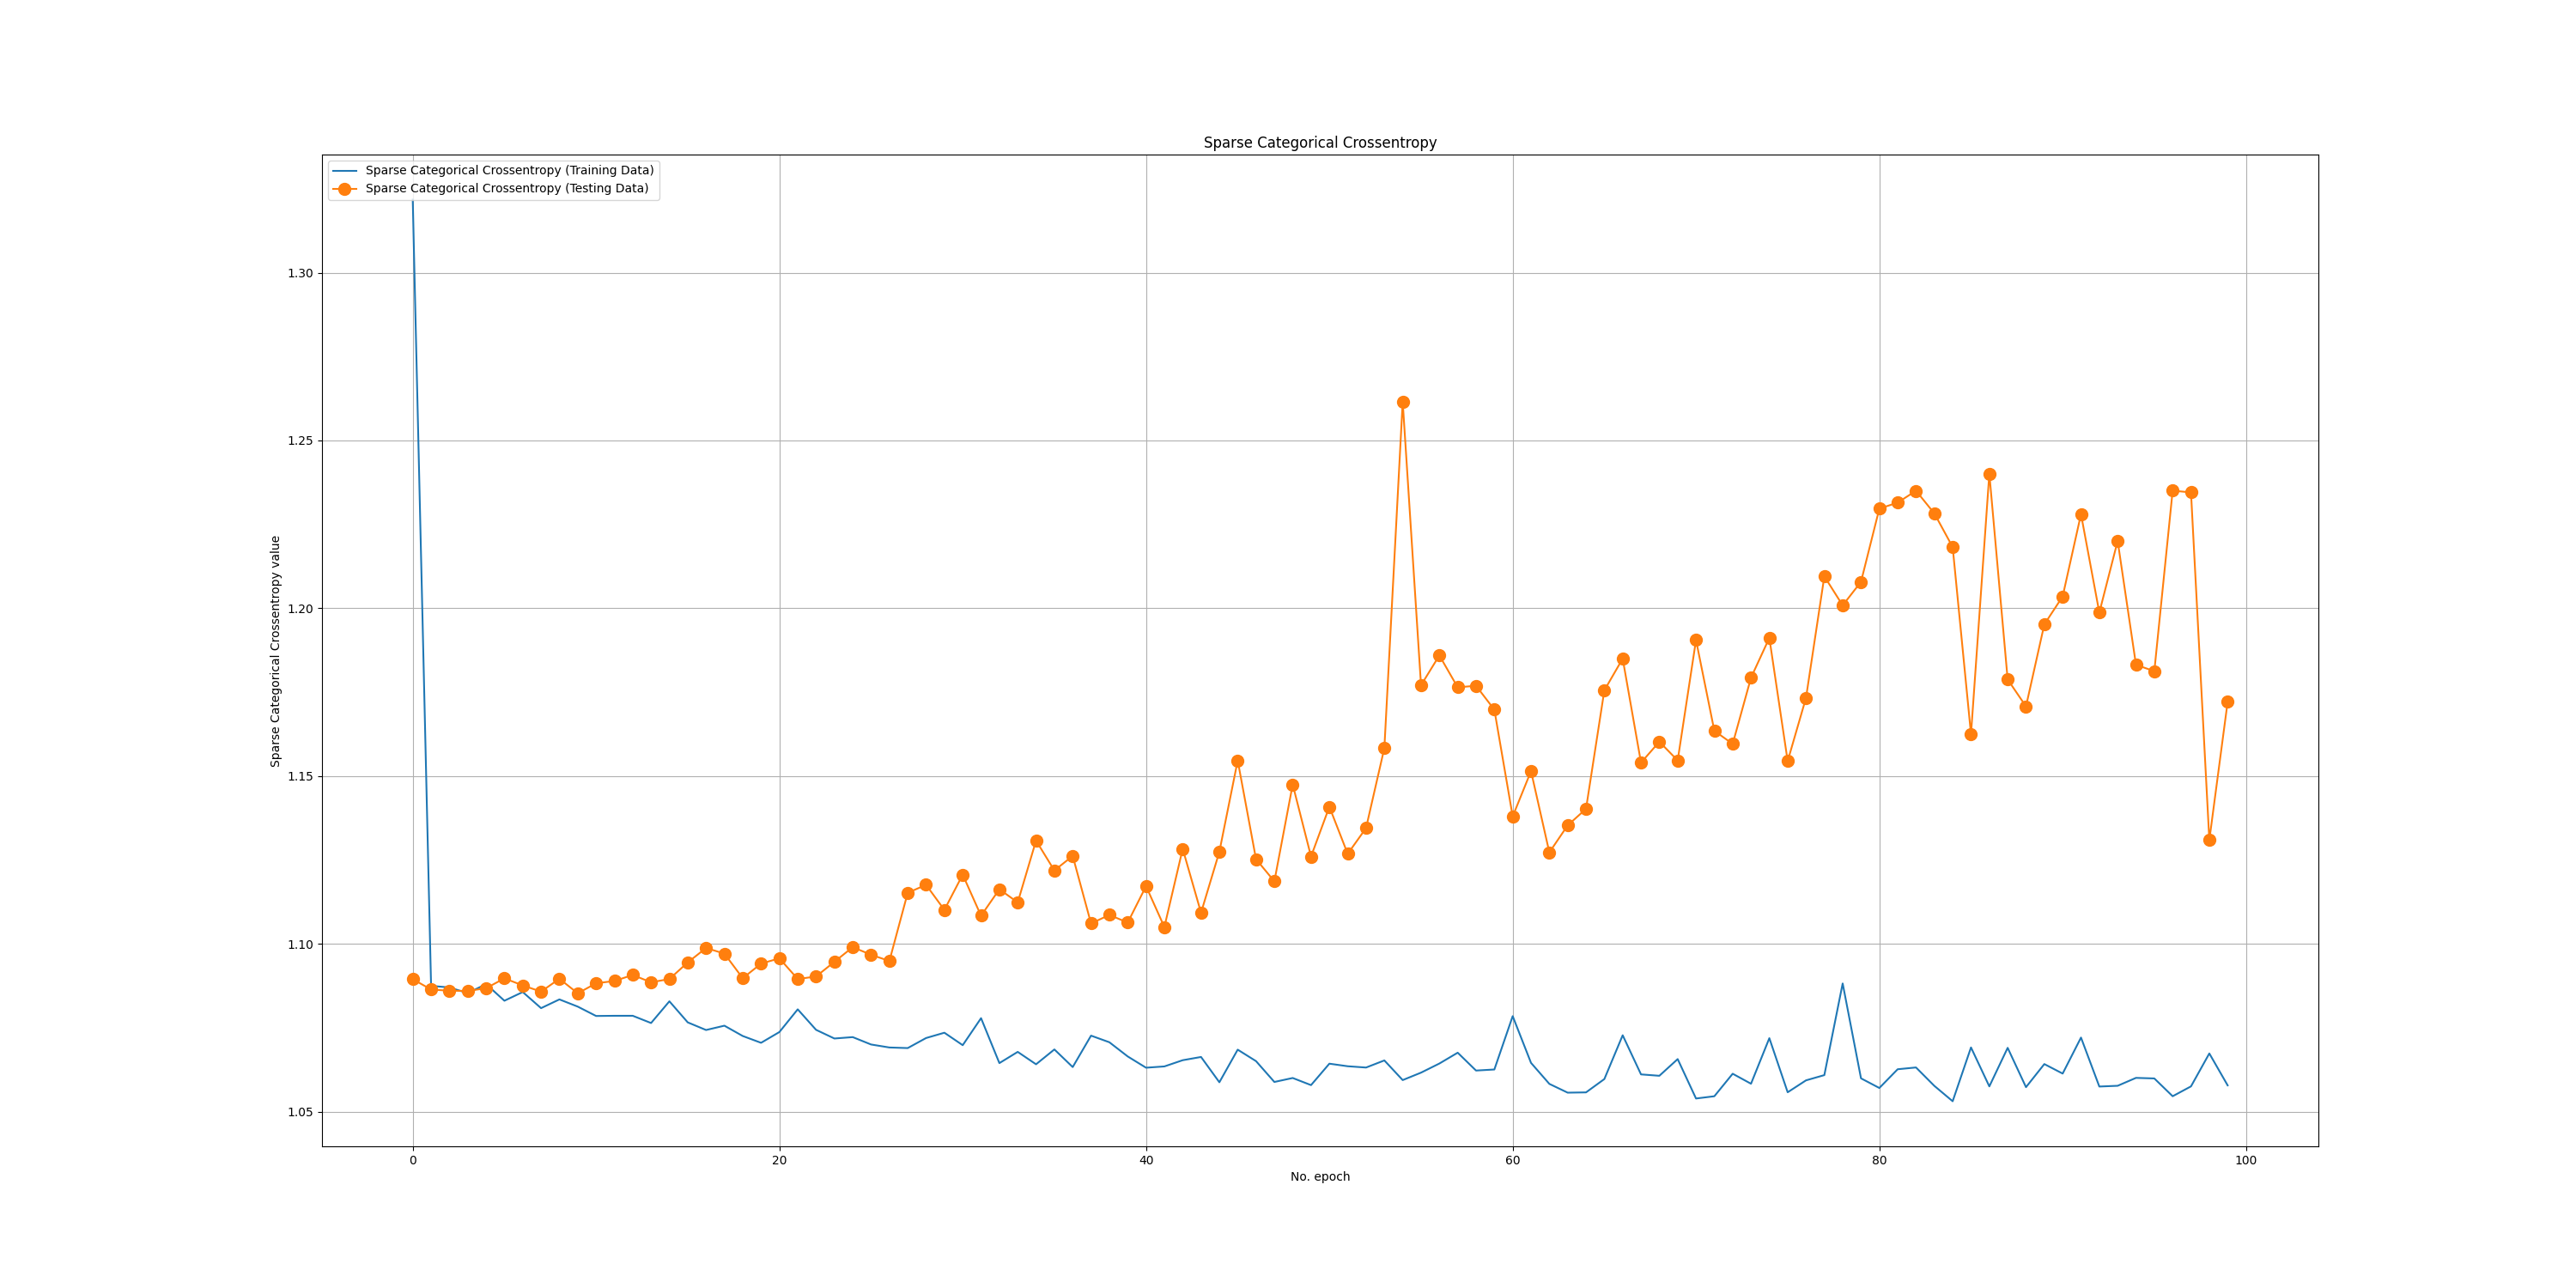 Sparse Categorical Crossentropy
Sparse Categorical Crossentropy (Training Data)
Sparse Categorical Crossentropy (Testing Data)
Sparse Categorical Crossentropy value
1.30
1.25
1.20
1.15
1.10
1.05
0 20 40 60 80 100
No. epoch